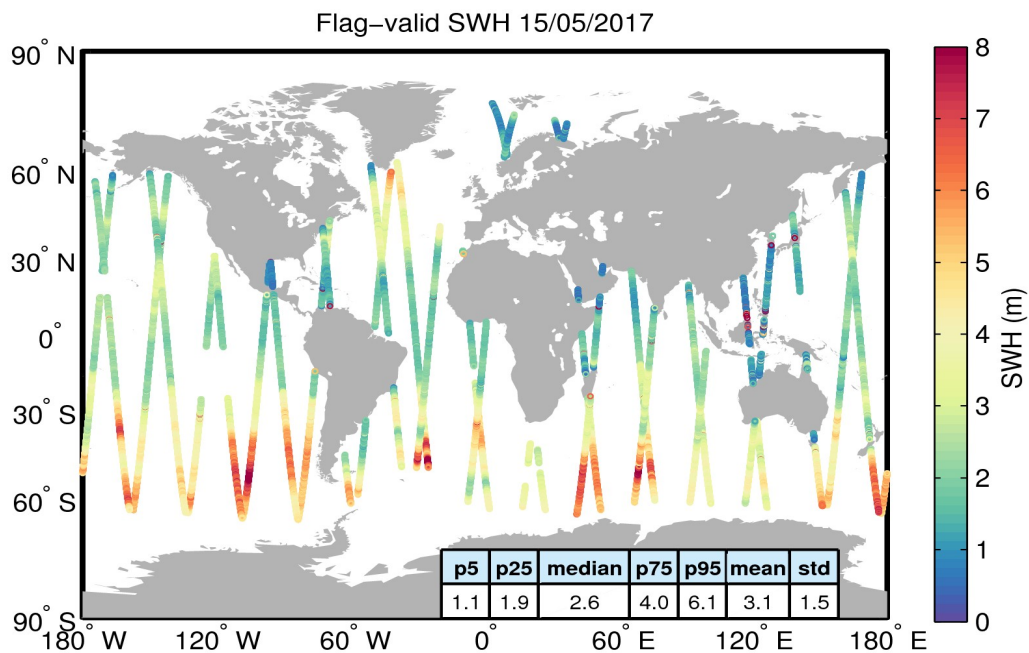 Flag−valid SWH 15/05/2017
90° N
60° N
30° N
0°
30° S
60° S
90° S
180° W
120° W
60° W
0°
60° E
120° E
180° E
p5 p25 median p75 p95 mean std
1.1 1.9 2.6 4.0 6.1 3.1 1.5
8
7
6
5
4
3
2
1
0
SWH (m)